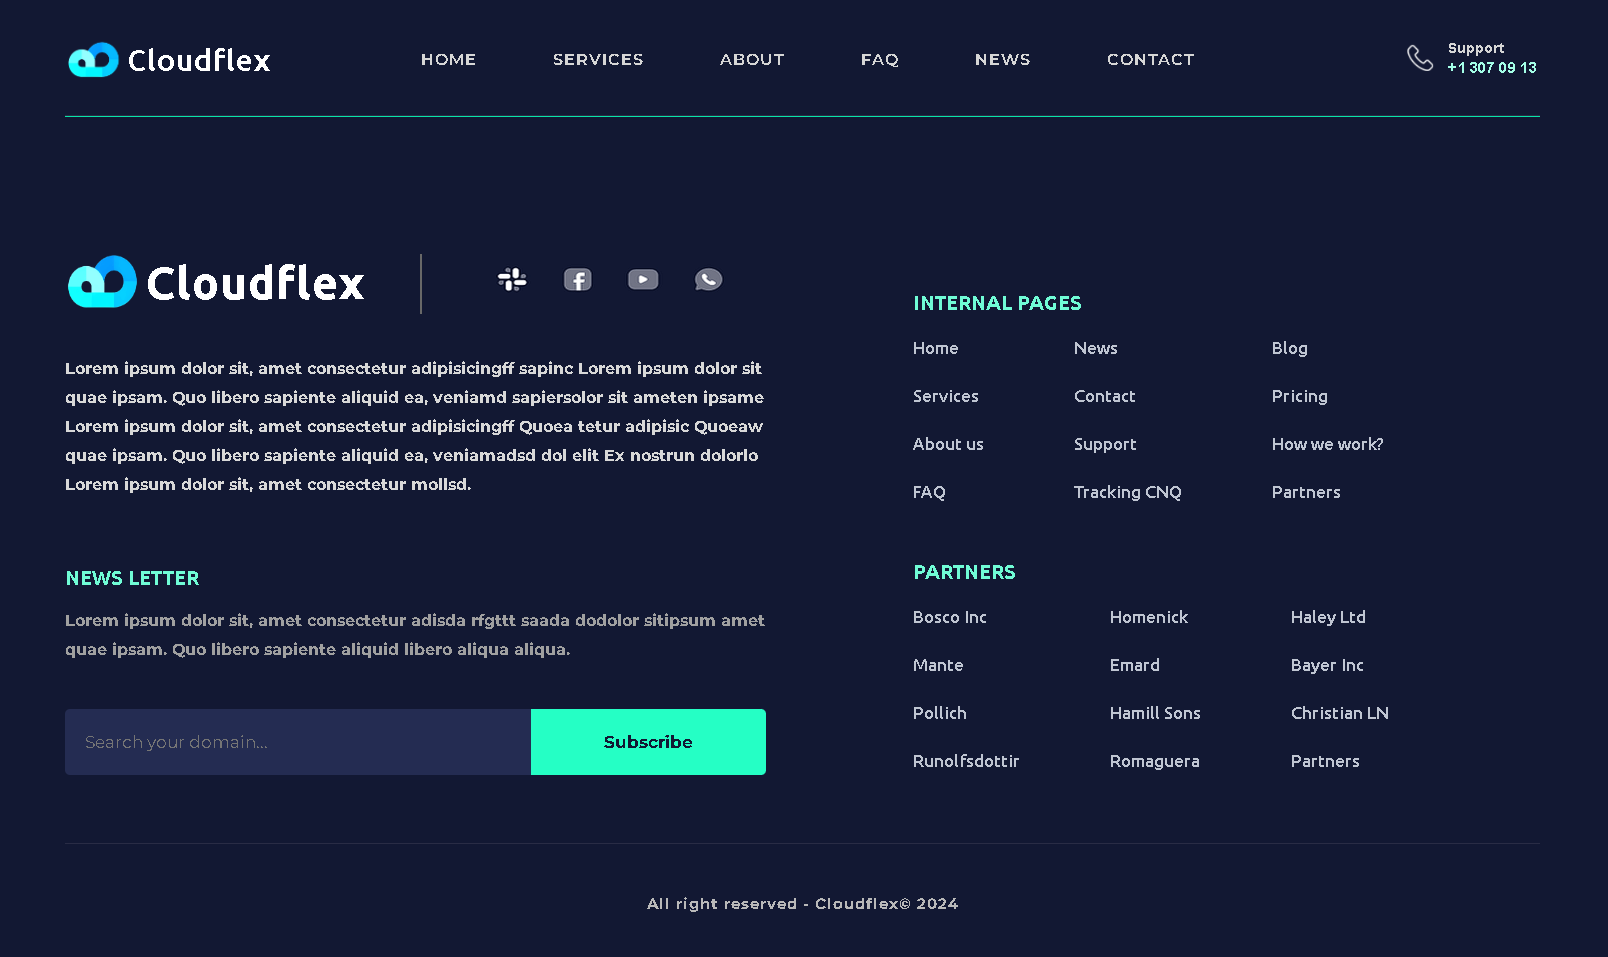 Cloudflex
HOME SERVICES ABOUT FAQ NEWS CONTACT
Support
+1 307 09 13
Cloudflex
Lorem ipsum dolor sit, amet consectetur adipisicingff sapinc Lorem ipsum dolor sit
quae ipsam. Quo libero sapiente aliquid ea, veniamd sapiersolor sit ameten ipsame
Lorem ipsum dolor sit, amet consectetur adipisicingff Quoea tetur adipisic Quoeaw
quae ipsam. Quo libero sapiente aliquid ea, veniamadsd dol elit Ex nostrun dolorlo
Lorem ipsum dolor sit, amet consectetur mollsd.
NEWS LETTER
Lorem ipsum dolor sit, amet consectetur adisda rfgttt saada dodolor sitipsum amet
quae ipsam. Quo libero sapiente aliquid libero aliqua aliqua.
Search your domain...
Subscribe
INTERNAL PAGES
Home News Blog
Services Contact Pricing
About us Support How we work?
FAQ Tracking CNQ Partners
PARTNERS
Bosco Inc Homenick Haley Ltd
Mante Emard Bayer Inc
Pollich Hamill Sons Christian LN
Runolfsdottir Romaguera Partners
All right reserved - Cloudflex© 2024